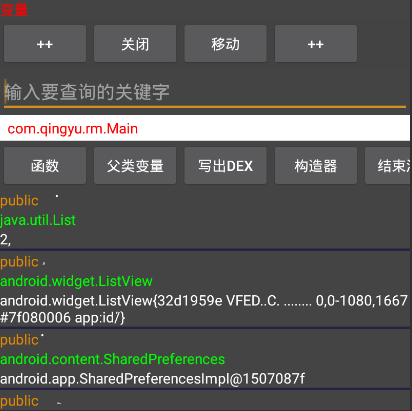 变量
++ 关闭 移动 ++
输入要查询的关键字
com.qingyu.rm.Main
函数 父类变量 写出DEX 构造器 结束
public
java.util.List
2,
public
android.widget.ListView
android.widget.ListView{32d1959e VFED..C. ........ 0,0-1080,1667
#7f080006 app:id/}
public
android.content.SharedPreferences
android.app.SharedPreferencesImpl@1507087f
public